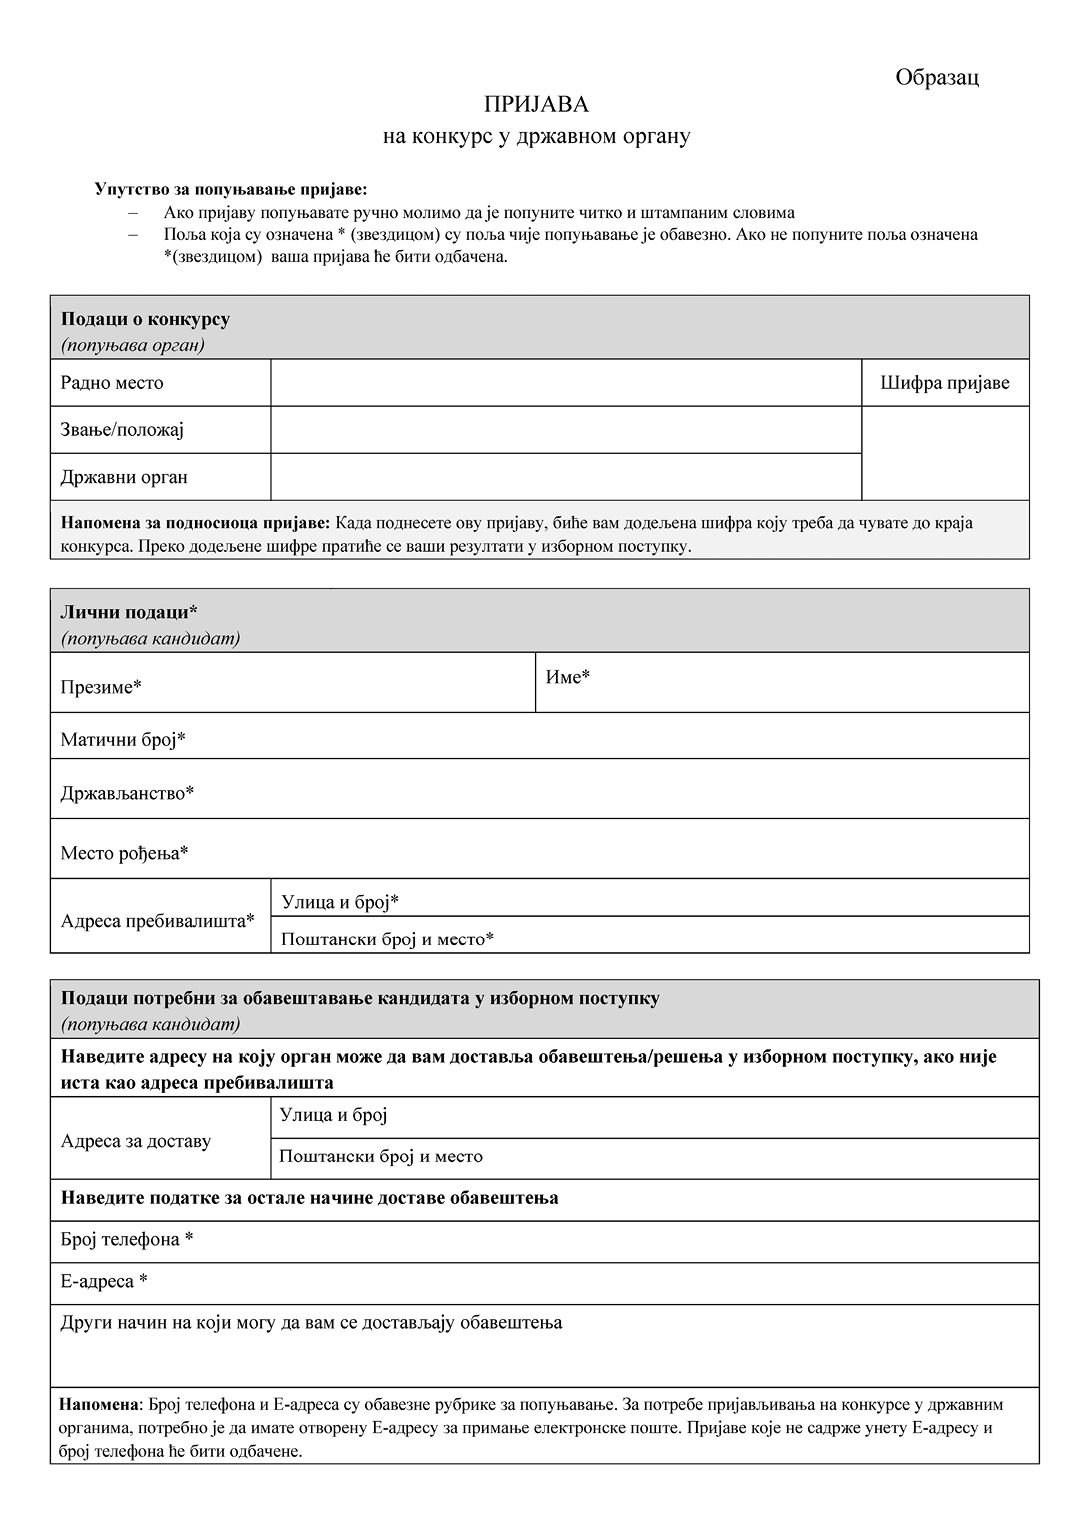 Образац
ПРИЈАВА
на конкурс у државном органу
Упутство за попуњавање пријаве:
– Ако пријаву попуњавате ручно молимо да је попуните читко и штампаним словима
– Поља која су означена * (звездицом) су поља чије попуњавање је обавезно. Ако не попуните поља означена
*(звездицом) ваша пријава ће бити одбачена.
Подаци о конкурсу
(попуњава орган)
Радно место
Шифра пријаве
Звање/положај
Државни орган
Напомена за подносиоца пријаве: Када поднесете ову пријаву, биће вам додељена шифра коју треба да чувате до краја
конкурса. Преко додељене шифре пратиће се ваши резултати у изборном поступку.
Лични подаци*
(попуњава кандидат)
Презиме*
Име*
Матични број*
Држављанство*
Место рођења*
Адреса пребивалишта*
Улица и број*
Поштански број и место*
Подаци потребни за обавештавање кандидата у изборном поступку
(попуњава кандидат)
Наведите адресу на коју орган може да вам доставља обавештења/решења у изборном поступку, ако није
иста као адреса пребивалишта
Адреса за доставу
Улица и број
Поштански број и место
Наведите податке за остале начине доставе обавештења
Број телефона *
Е-адреса *
Други начин на који могу да вам се достављају обавештења
Напомена: Број телефона и Е-адреса су обавезне рубрике за попуњавање. За потребе пријављивања на конкурсе у државним
органима, потребно је да имате отворену Е-адресу за примање електронске поште. Пријаве које не садрже унету Е-адресу и
број телефона ће бити одбачене.